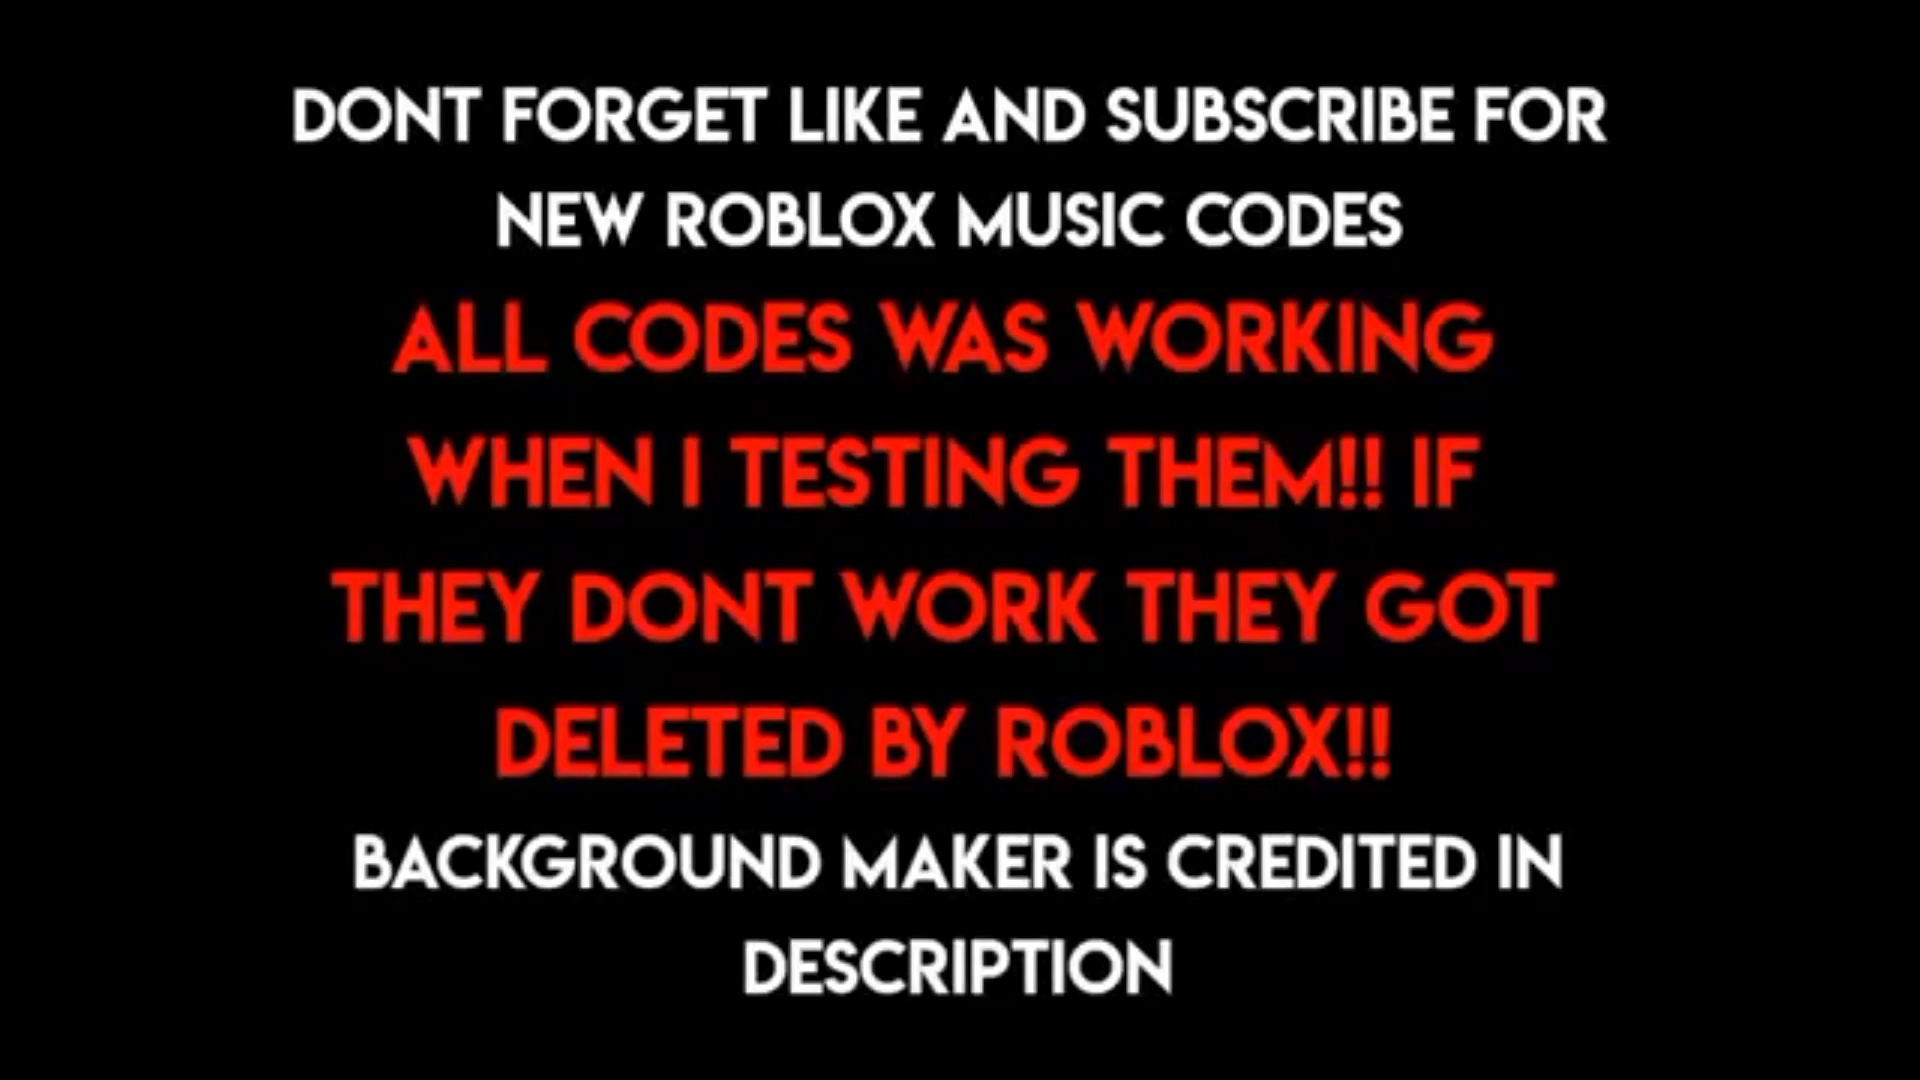 DONT FORGET LIKE AND SUBSCRIBE FOR
NEW ROBLOX MUSIC CODES
ALL CODES WAS WORKING
WHEN I TESTING THEM!! IF
THEY DONT WORK THEY GOT
DELETED BY ROBLOX!!
BACKGROUND MAKER IS CREDITED IN
DESCRIPTION